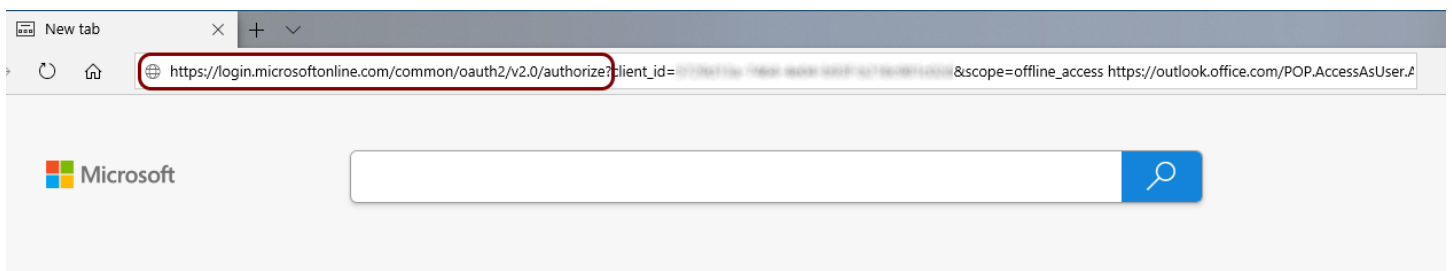 New tab
https://login.microsoftonline.com/common/oauth2/v2.0/authorize?client_id= &scope=offline_access https://outlook.office.com/POP.AccessAsUser.A
Microsoft